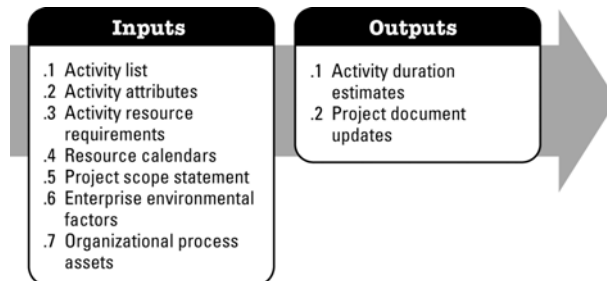 Inputs
.1 Activity list
.2 Activity attributes
.3 Activity resource
requirements
.4 Resource calendars
.5 Project scope statement
.6 Enterprise environmental
factors
.7 Organizational process
assets
Outputs
.1 Activity duration
estimates
.2 Project document
updates